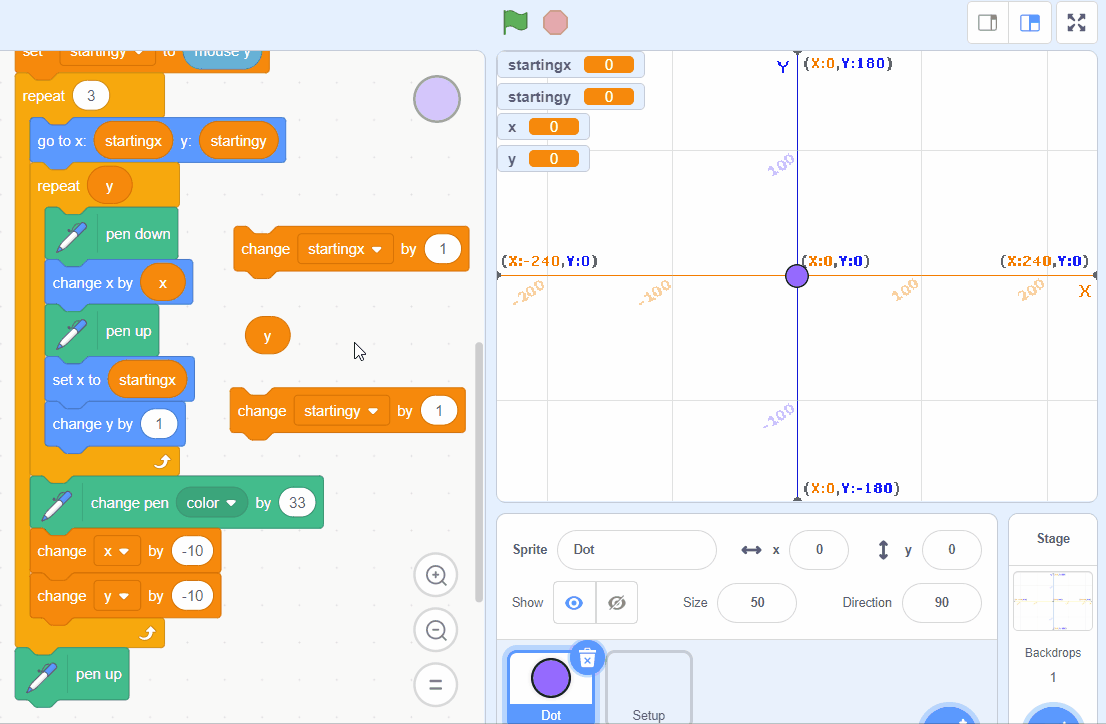 set startingy to mouse y
repeat 3
go to x: startingx y: startingy
repeat y
pen down
change x by x
pen up
set x to startingx
change y by 1
change pen color by 33
change x by -10
change y by -10
pen up
change startingx by 1
y
change startingy by 1
startingx 0
startingy 0
x 0
y 0
Y (X:0,Y:180)
100
(X:-240,Y:0)
(X:0,Y:0)
(X:240,Y:0)
-200
-100
100
200
X
-100
(X:0,Y:-180)
Sprite Dot x 0 y 0
Show Size 50 Direction 90
Dot
Setup
Stage
Backdrops
1